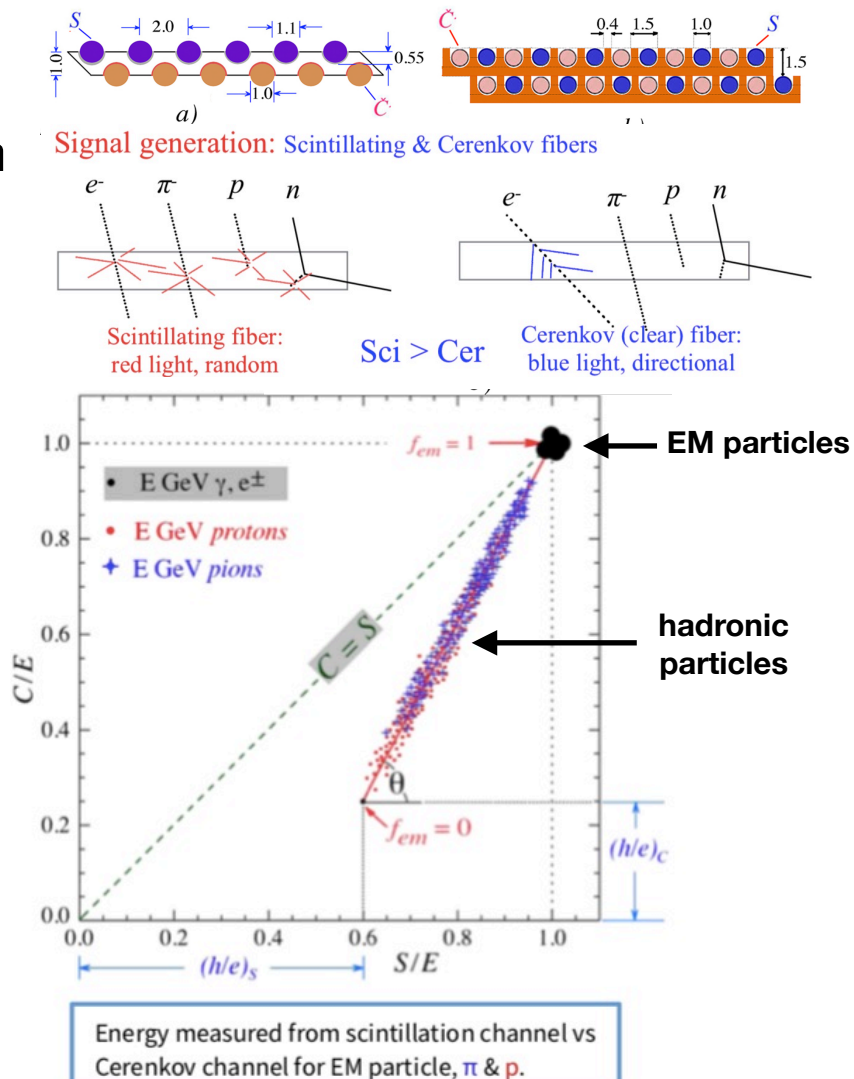 S
2.0
1.1
1.0
0.55
1.0
Č
a)
Č
0.4
1.5
1.0
S
1.5
Signal generation: Scintillating & Cerenkov fibers
e-
π-
p
n
e-
π-
p
n
Scintillating fiber:
red light, random
Sci > Cer
Cerenkov (clear) fiber:
blue light, directional
1.0
0.8
0.6
0.4
0.2
0.0
C/E
f_em = 1
EM particles
• E GeV γ, e±
• E GeV protons
+ E GeV pions
C = S
hadronic
particles
θ
f_em = 0
(h/e)C
0.0
0.2
0.4
0.6
0.8
1.0
(h/e)S
S/E
Energy measured from scintillation channel vs
Cerenkov channel for EM particle, π & p.